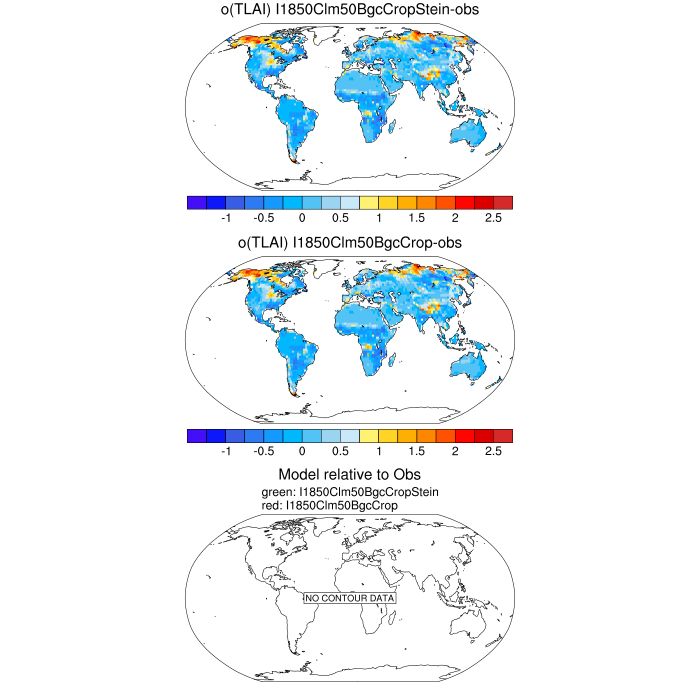 σ(TLAI) I1850Clm50BgcCropStein-obs
-1 -0.5 0 0.5 1 1.5 2 2.5
σ(TLAI) I1850Clm50BgcCrop-obs
-1 -0.5 0 0.5 1 1.5 2 2.5
Model relative to Obs
green: I1850Clm50BgcCropStein
red: I1850Clm50BgcCrop
NO CONTOUR DATA